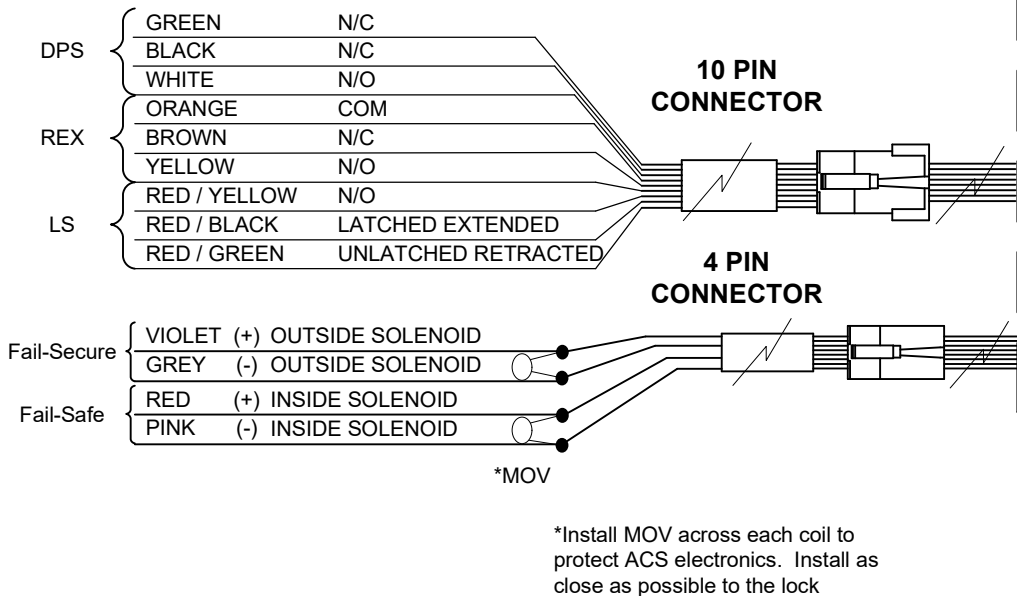 DPS
GREEN N/C
BLACK N/C
WHITE N/O
REX
ORANGE COM
BROWN N/C
YELLOW N/O
LS
RED / YELLOW N/O
RED / BLACK LATCHED EXTENDED
RED / GREEN UNLATCHED RETRACTED
10 PIN
CONNECTOR
4 PIN
CONNECTOR
Fail-Secure
VIOLET (+) OUTSIDE SOLENOID
GREY (-) OUTSIDE SOLENOID
Fail-Safe
RED (+) INSIDE SOLENOID
PINK (-) INSIDE SOLENOID
*MOV
*Install MOV across each coil to
protect ACS electronics. Install as
close as possible to the lock